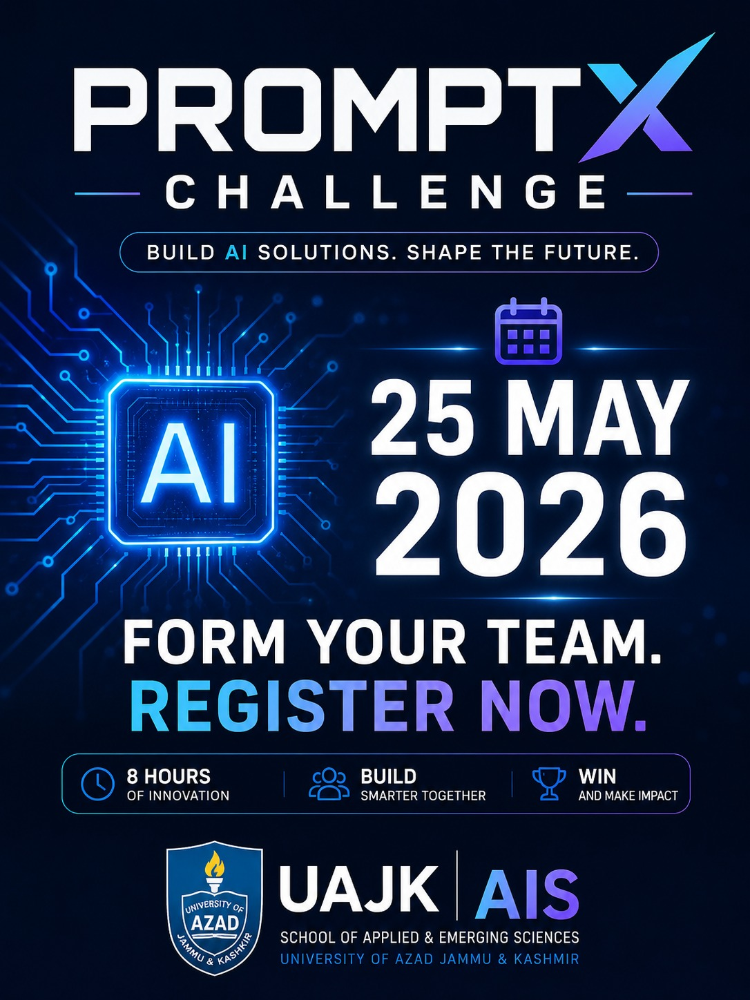 PROMPTX
CHALLENGE
BUILD AI SOLUTIONS. SHAPE THE FUTURE.
AI
25 MAY
2026
FORM YOUR TEAM.
REGISTER NOW.
8 HOURS
OF INNOVATION
BUILD
SMARTER TOGETHER
WIN
AND MAKE IMPACT
UNIVERSITY OF
AZAD
JAMMU & KASHKIR
UAJK | AIS
SCHOOL OF APPLIED & EMERGING SCIENCES
UNIVERSITY OF AZAD JAMMU & KASHMIR